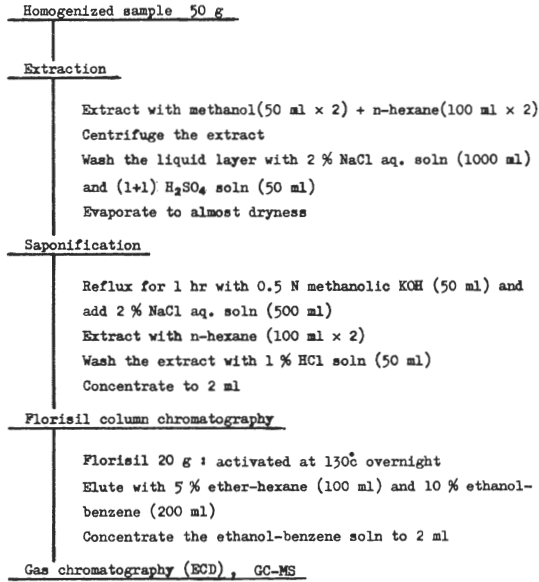 Homogenized sample 50 g
Extraction
Extract with methanol(50 ml × 2) + n-hexane(100 ml × 2)
Centrifuge the extract
Wash the liquid layer with 2 % NaCl aq. soln (1000 ml)
and (1+1) H₂SO₄ soln (50 ml)
Evaporate to almost dryness
Saponification
Reflux for 1 hr with 0.5 N methanolic KOH (50 ml) and
add 2 % NaCl aq. soln (500 ml)
Extract with n-hexane (100 ml × 2)
Wash the extract with 1 % HCl soln (50 ml)
Concentrate to 2 ml
Florisil column chromatography
Florisil 20 g : activated at 130°c overnight
Elute with 5 % ether-hexane (100 ml) and 10 % ethanol-
benzene (200 ml)
Concentrate the ethanol-benzene soln to 2 ml
Gas chromatography (ECD), GC-MS